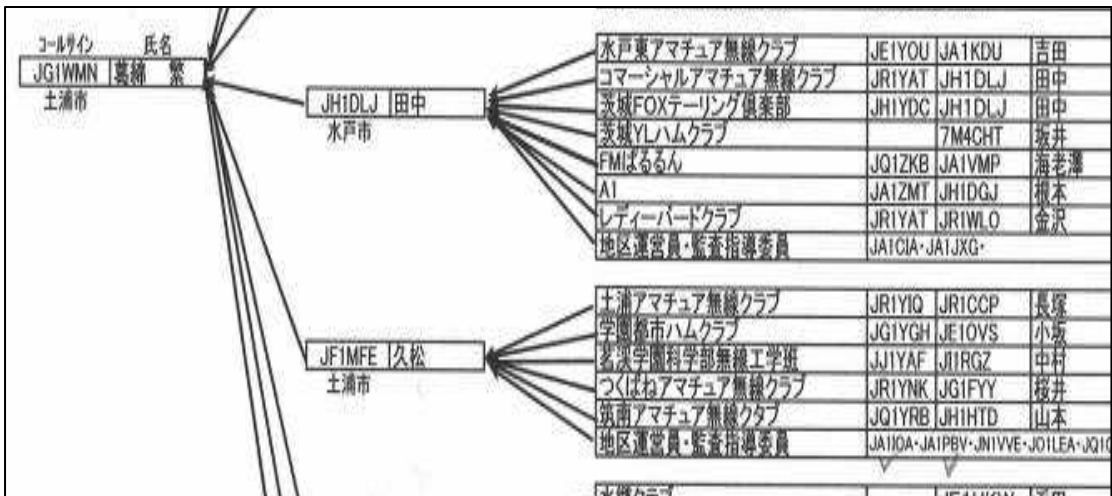 コールサイン 氏名
JG1WMN 葛綿 繁
土浦市
JH1DLJ 田中
水戸市
水戸東アマチュア無線クラブ JE1YOU JA1KDU 吉田
コマーシャルアマチュア無線クラブ JR1YAT JH1DLJ 田中
茨城FOXテーリング倶楽部 JH1YDC JH1DLJ 田中
茨城YLハムクラブ 7M4CHT 坂井
FMぱるるん JQ1ZKB JA1VMP 海老澤
A1 JA1ZMT JH1DGJ 根本
レディーバードクラブ JR1YAT JR1WLO 金沢
地区運営員・監査指導委員 JA1CIA・JA1JXG・
JF1MFE 久松
土浦市
土浦アマチュア無線クラブ JR1YIQ JR1CCP 長塚
学園都市ハムクラブ JG1YGH JE1OVS 小坂
茗渓学園科学部無線工学班 JJ1YAF JI1RGZ 中村
つくばねアマチュア無線クラブ JR1YNK JG1FYY 桜井
筑南アマチュア無線クタブ JQ1YRB JH1HTD 山本
地区運営員・監査指導委員 JA1IOA・JA1PBV・JN1VVE・JO1LEA・
水郷クラブ